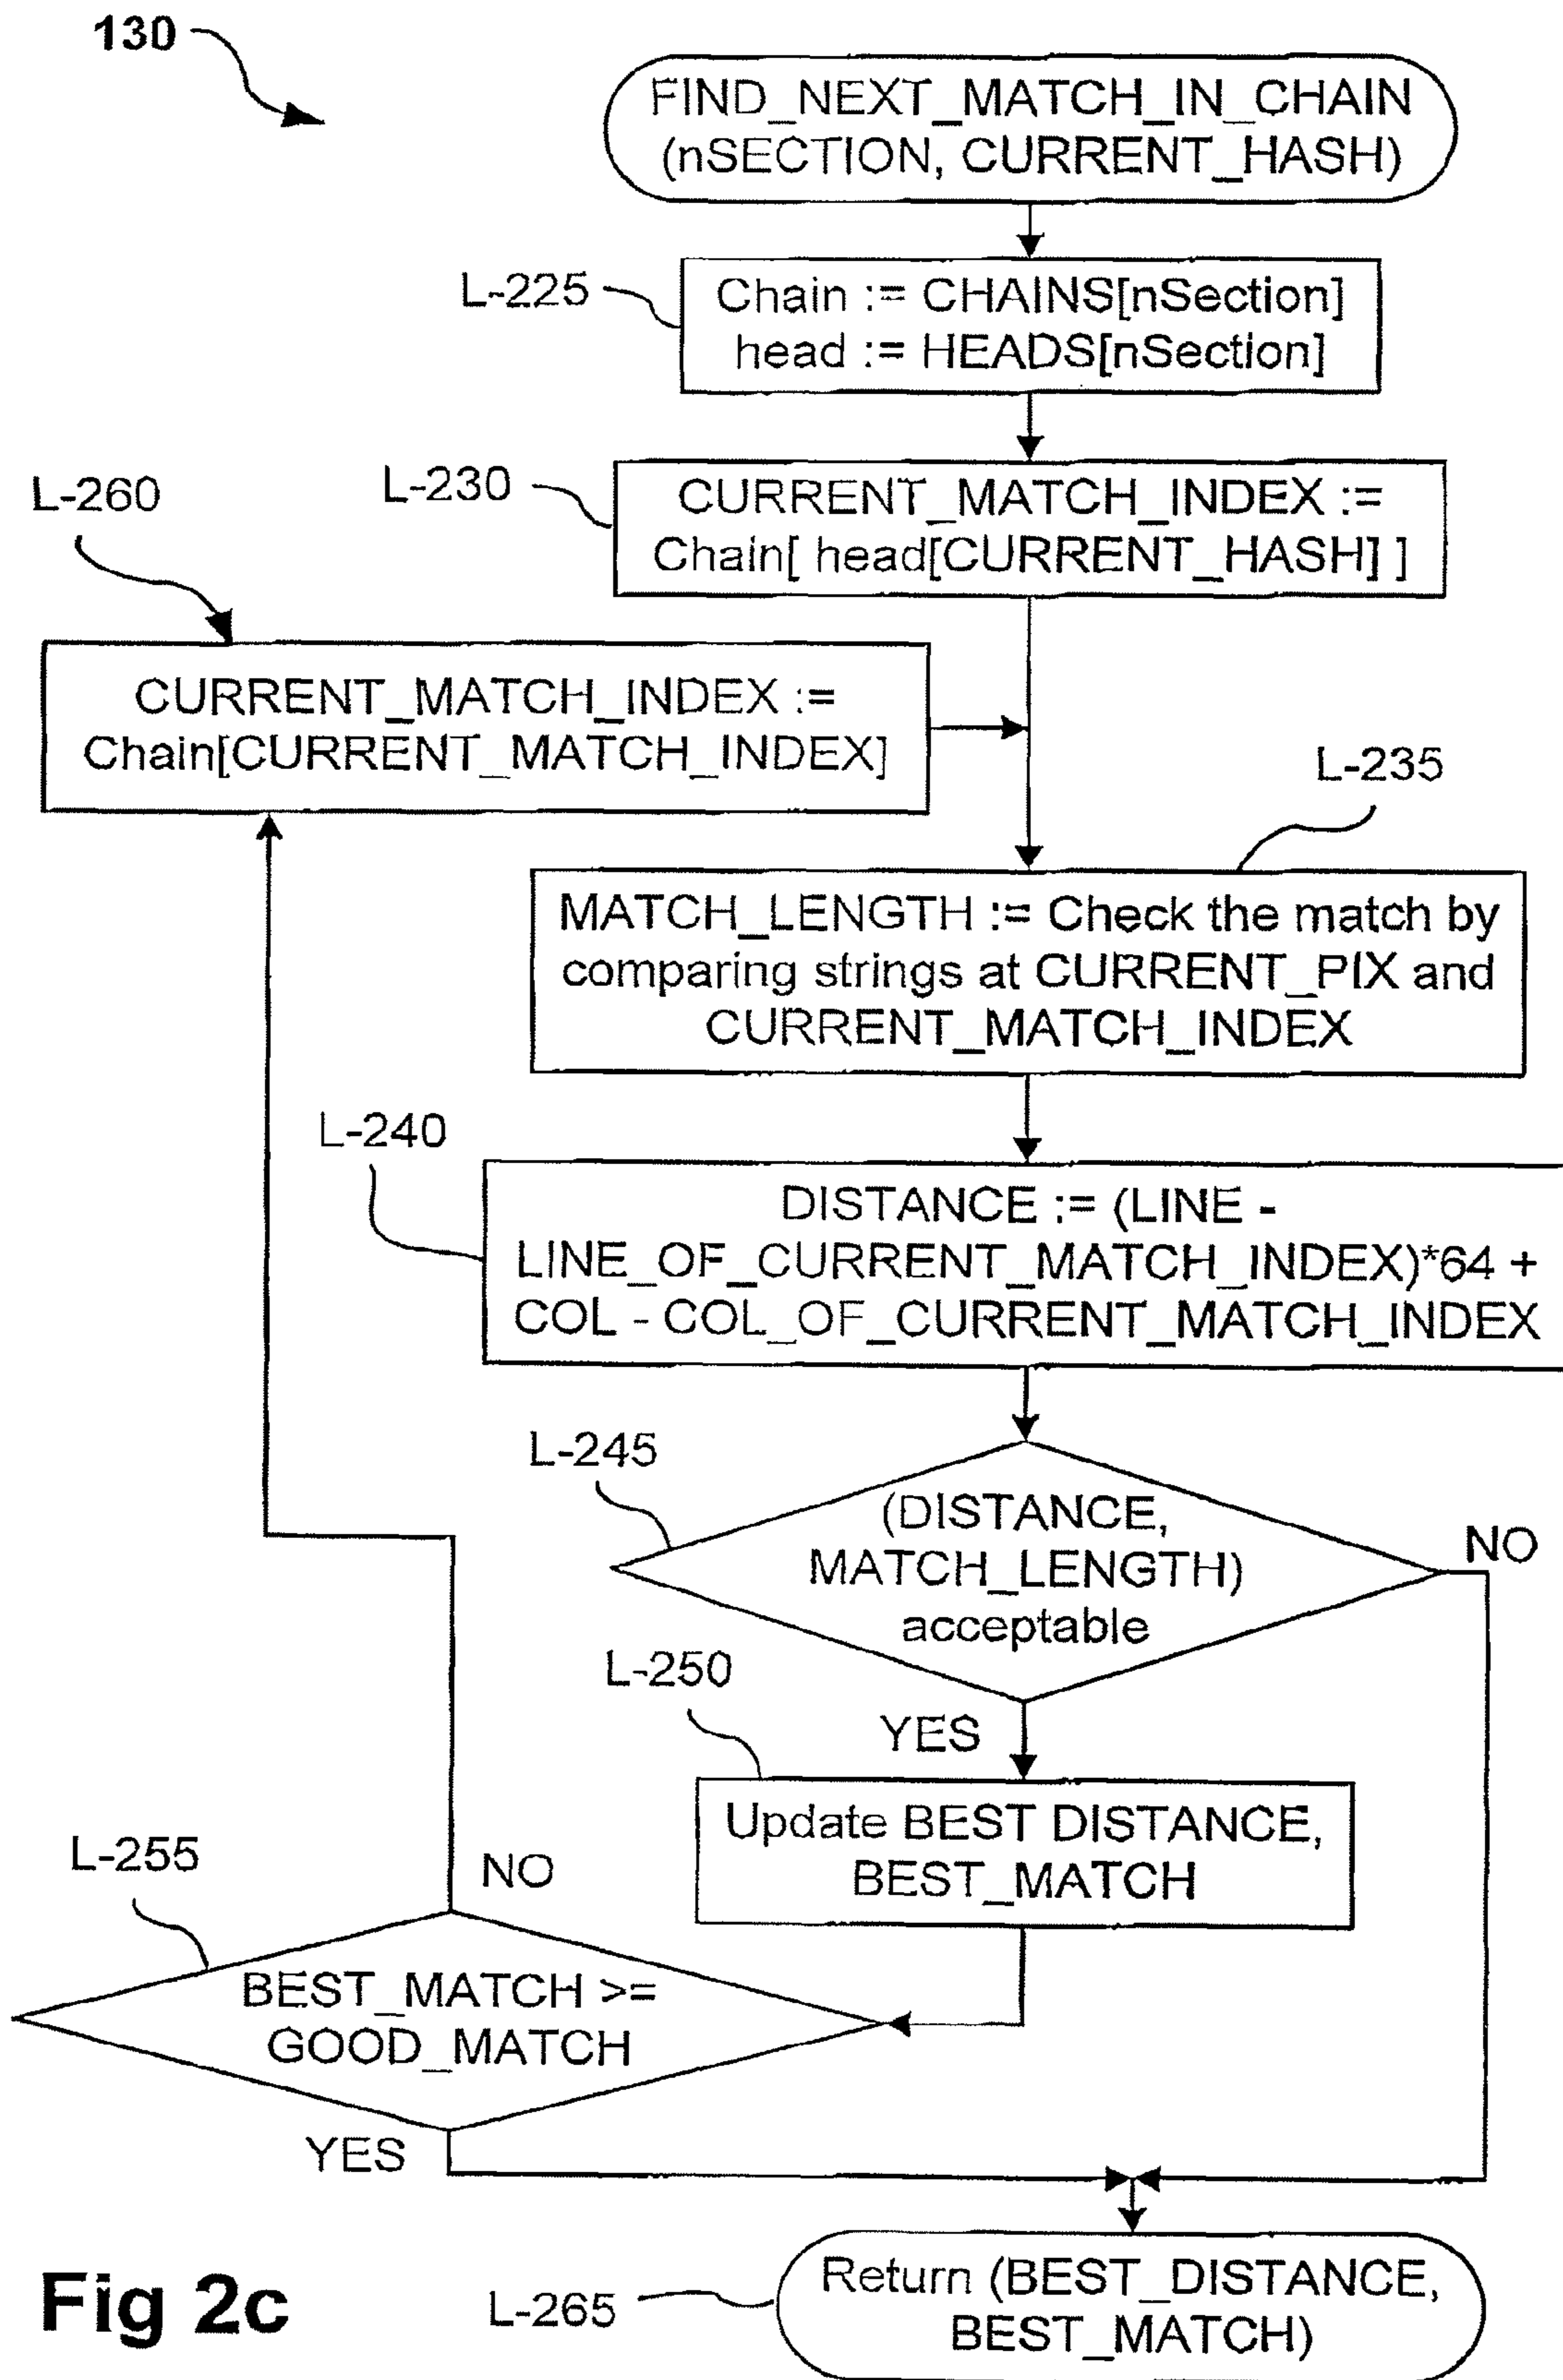 130
FIND_NEXT_MATCH_IN_CHAIN
(nSECTION, CURRENT_HASH)
L-225
Chain := CHAINS[nSection]
head := HEADS[nSection]
L-230
CURRENT_MATCH_INDEX :=
Chain[ head[CURRENT_HASH] ]
L-260
CURRENT_MATCH_INDEX :=
Chain[CURRENT_MATCH_INDEX]
L-235
MATCH_LENGTH := Check the match by
comparing strings at CURRENT_PIX and
CURRENT_MATCH_INDEX
L-240
DISTANCE := (LINE -
LINE_OF_CURRENT_MATCH_INDEX)*64 +
COL - COL_OF_CURRENT_MATCH_INDEX
L-245
(DISTANCE,
MATCH_LENGTH)
acceptable
NO
YES
L-250
Update BEST DISTANCE,
BEST_MATCH
L-255
NO
BEST_MATCH >=
GOOD_MATCH
YES
L-265
Return (BEST_DISTANCE,
BEST_MATCH)
Fig 2c